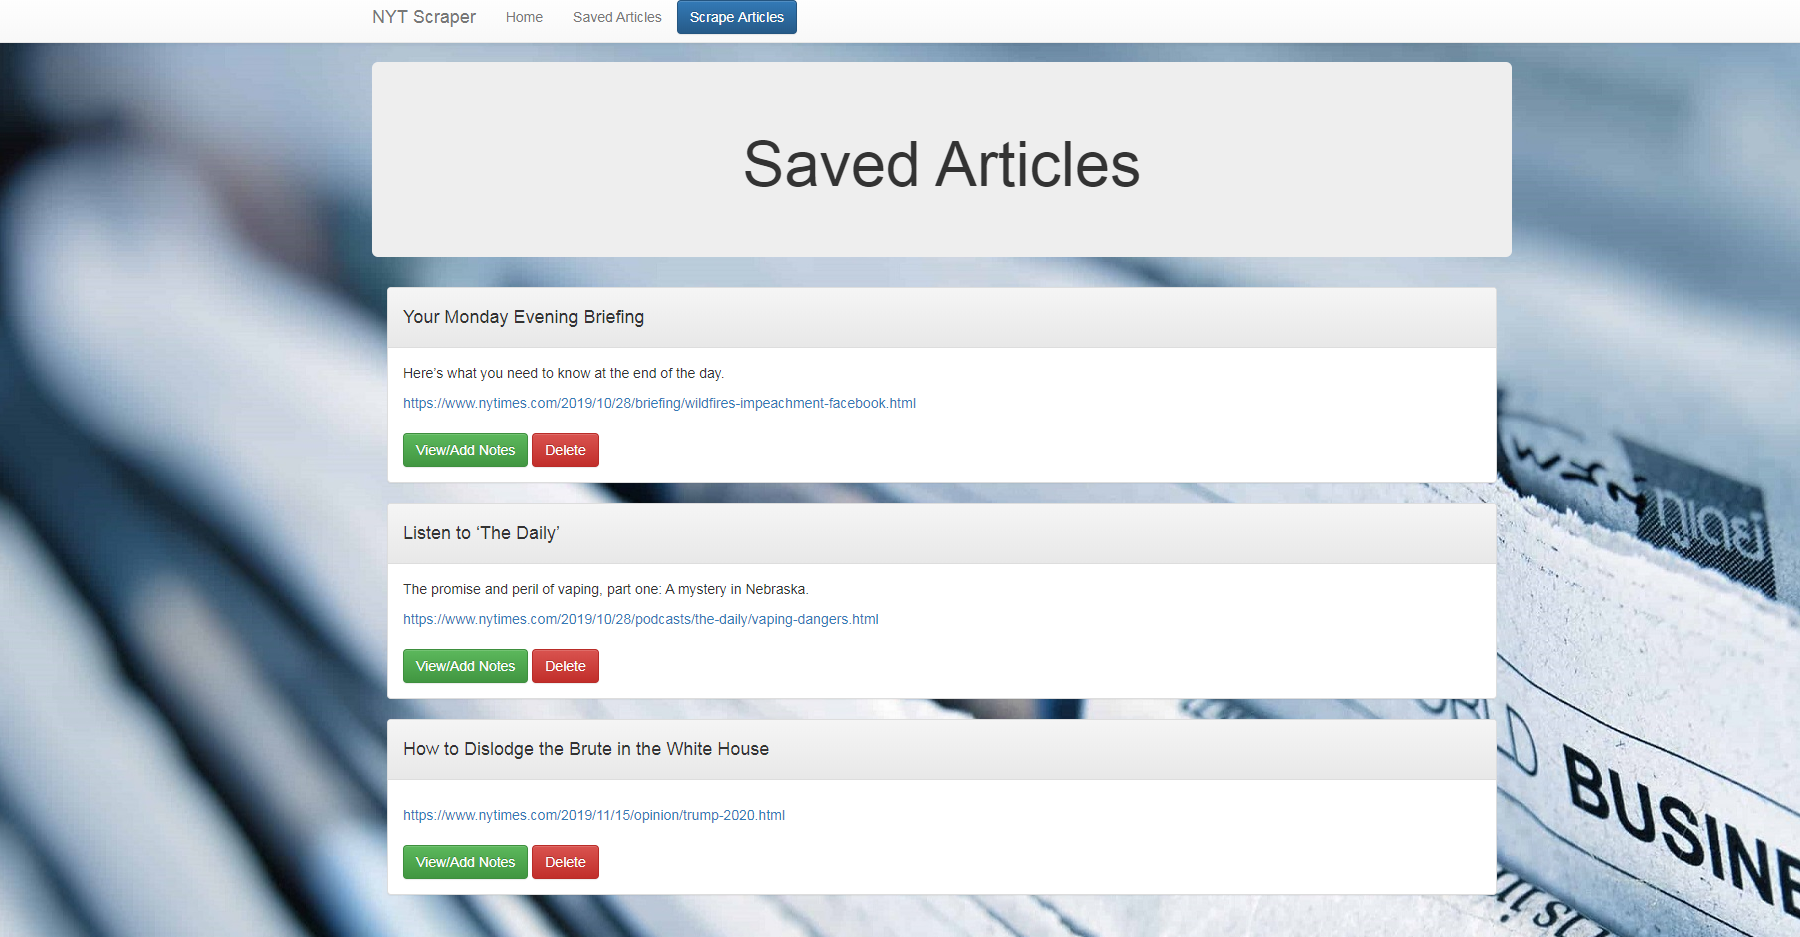 NYT Scraper Home Saved Articles Scrape Articles
Saved Articles
Your Monday Evening Briefing
Here’s what you need to know at the end of the day.
https://www.nytimes.com/2019/10/28/briefing/wildfires-impeachment-facebook.html
View/Add Notes Delete
Listen to ‘The Daily’
The promise and peril of vaping, part one: A mystery in Nebraska.
https://www.nytimes.com/2019/10/28/podcasts/the-daily/vaping-dangers.html
View/Add Notes Delete
How to Dislodge the Brute in the White House
https://www.nytimes.com/2019/11/15/opinion/trump-2020.html
View/Add Notes Delete
BUSINE